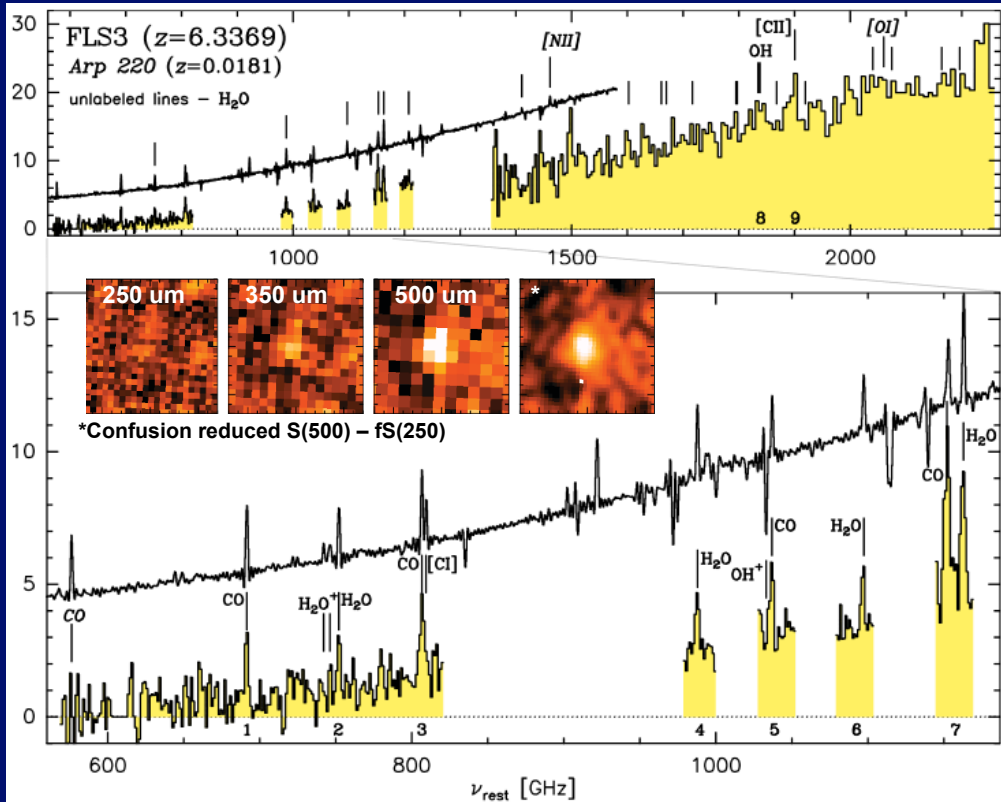 30
20
10
0
FLS3 (z=6.3369)
Arp 220 (z=0.0181)
unlabeled lines – H₂O
[NII]
[CII]
OH
[OI]
8
9
1000
1500
2000
250 um
350 um
500 um
*
*Confusion reduced S(500) – fS(250)
15
10
5
0
CO
CO
H₂O⁺
H₂O
CO
[CI]
H₂O
OH⁺
CO
H₂O
CO
H₂O
1
2
3
4
5
6
7
600
800
1000
νrest [GHz]